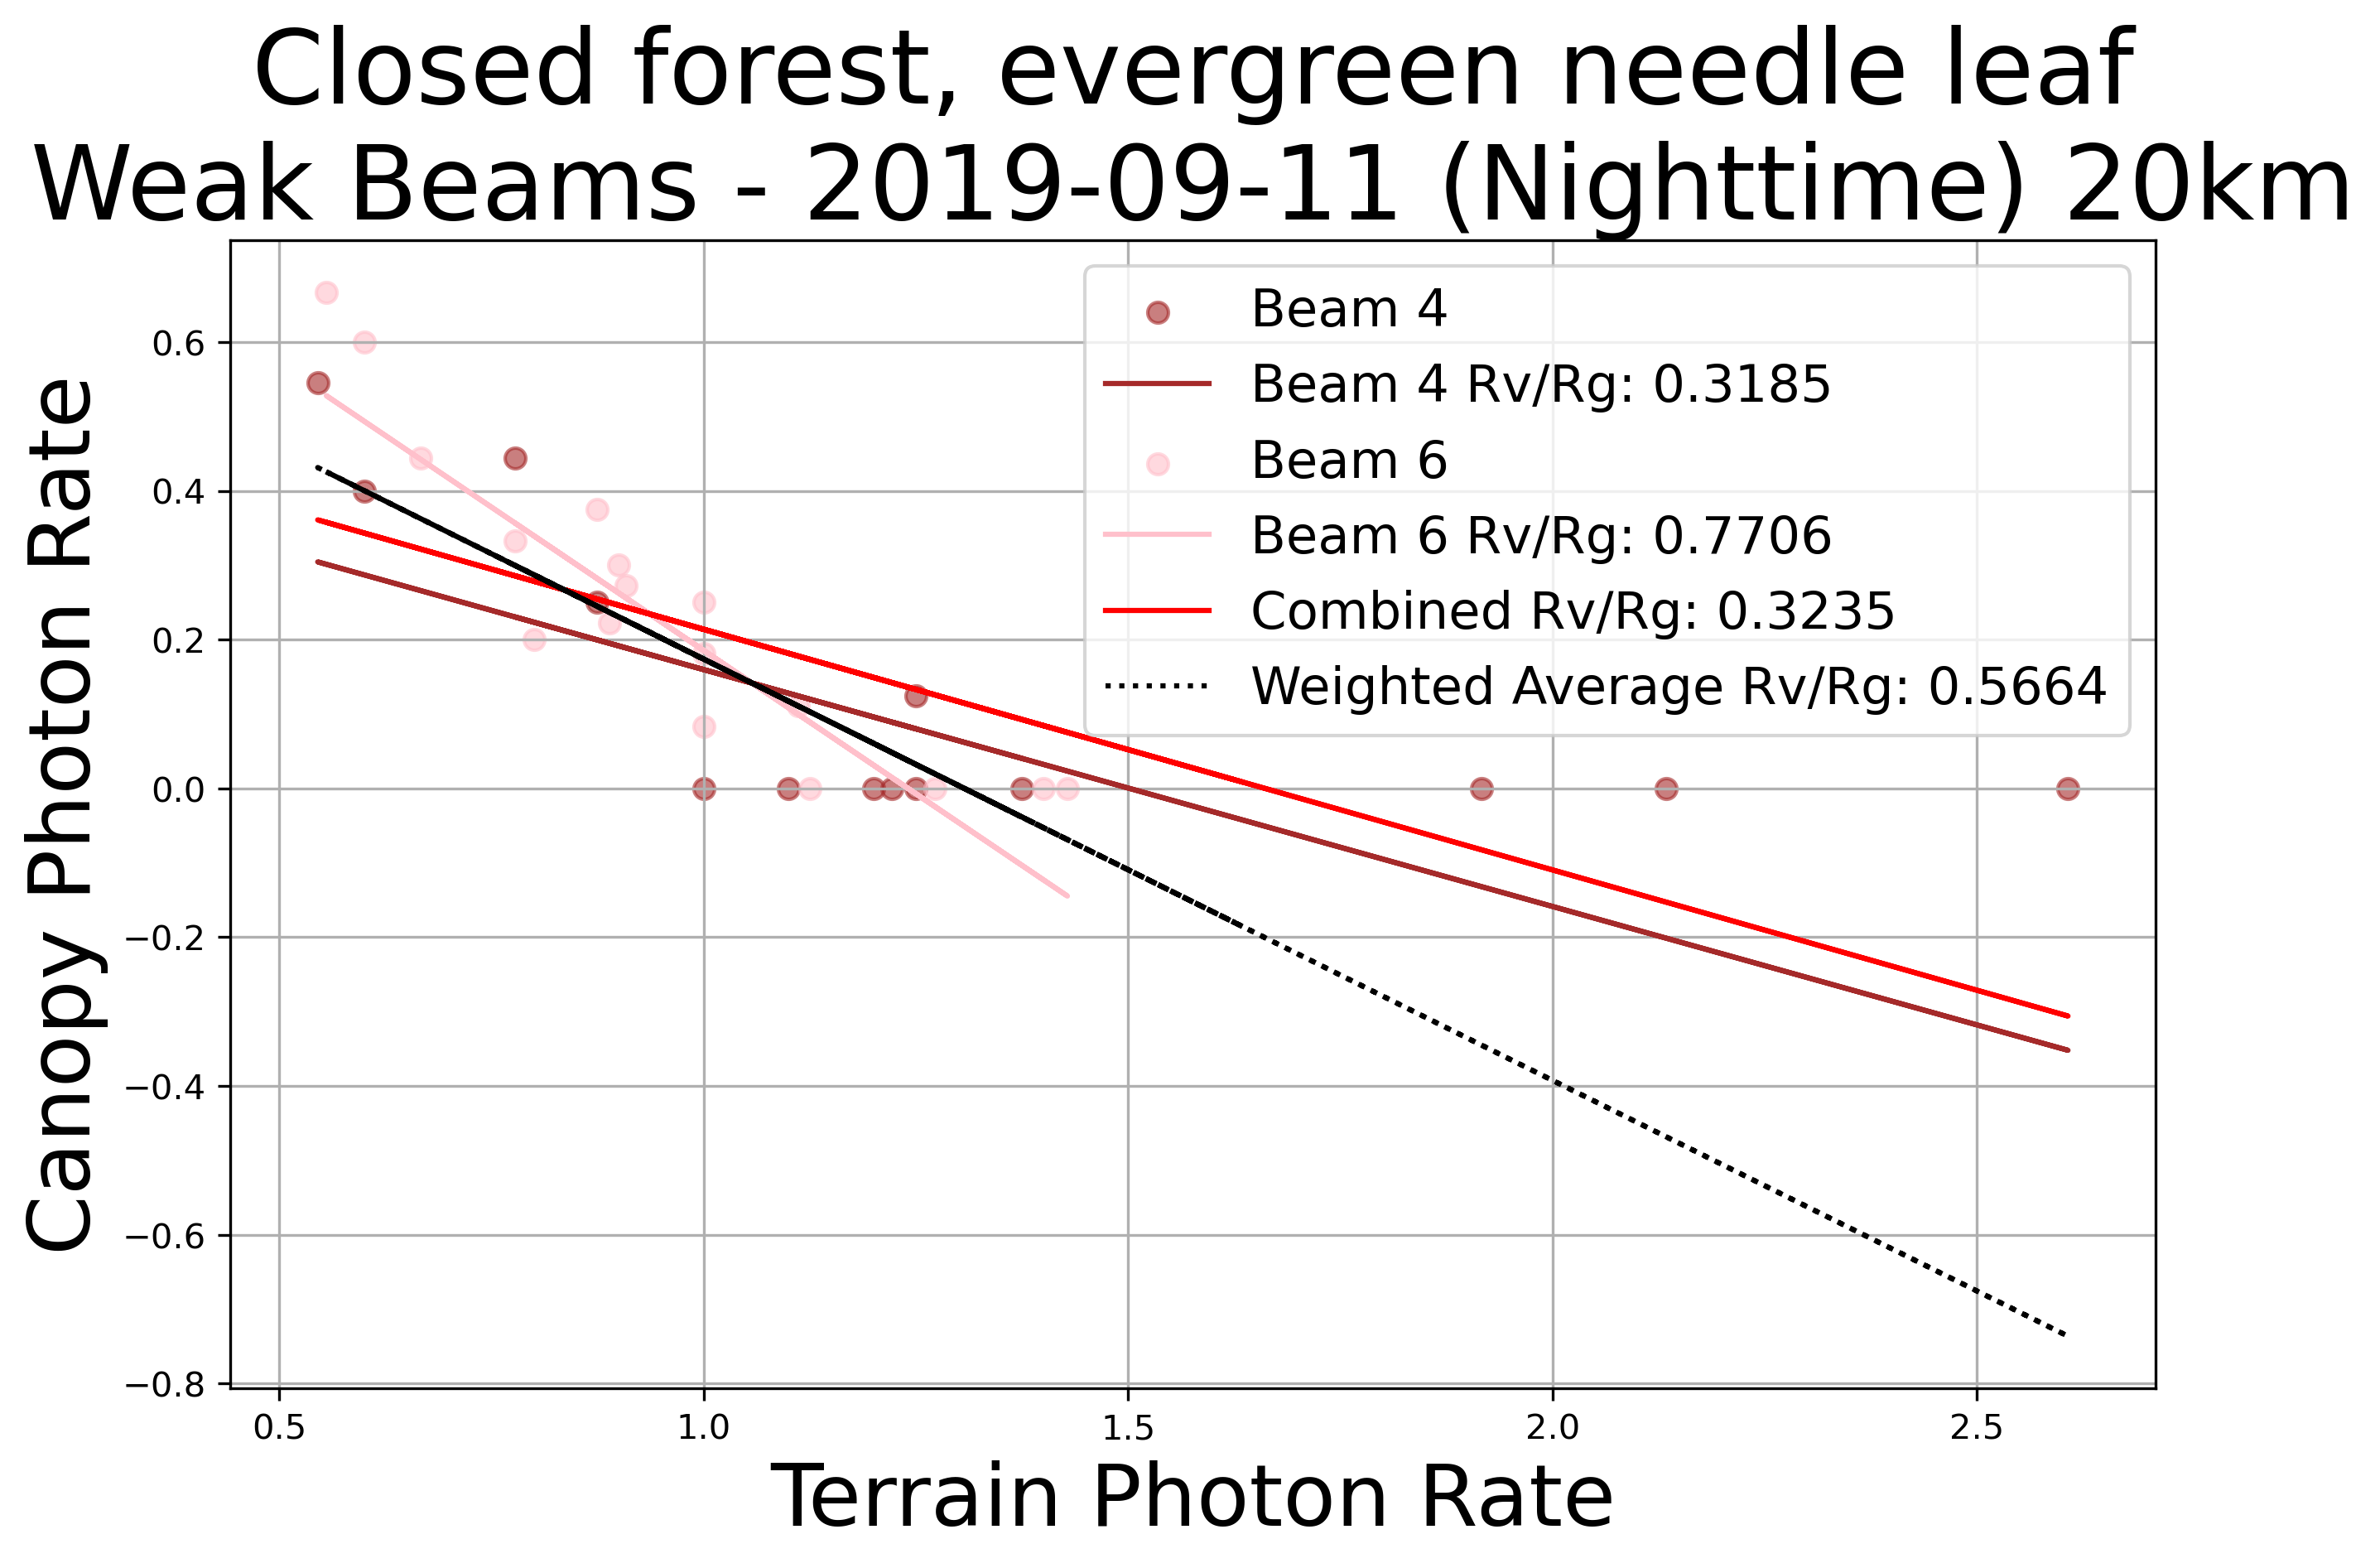 Closed forest, evergreen needle leaf
Weak Beams - 2019-09-11 (Nighttime) 20km
Canopy Photon Rate
0.6
0.4
0.2
0.0
−0.2
−0.4
−0.6
−0.8
Beam 4
Beam 4 Rv/Rg: 0.3185
Beam 6
Beam 6 Rv/Rg: 0.7706
Combined Rv/Rg: 0.3235
Weighted Average Rv/Rg: 0.5664
0.5 1.0 1.5 2.0 2.5
Terrain Photon Rate